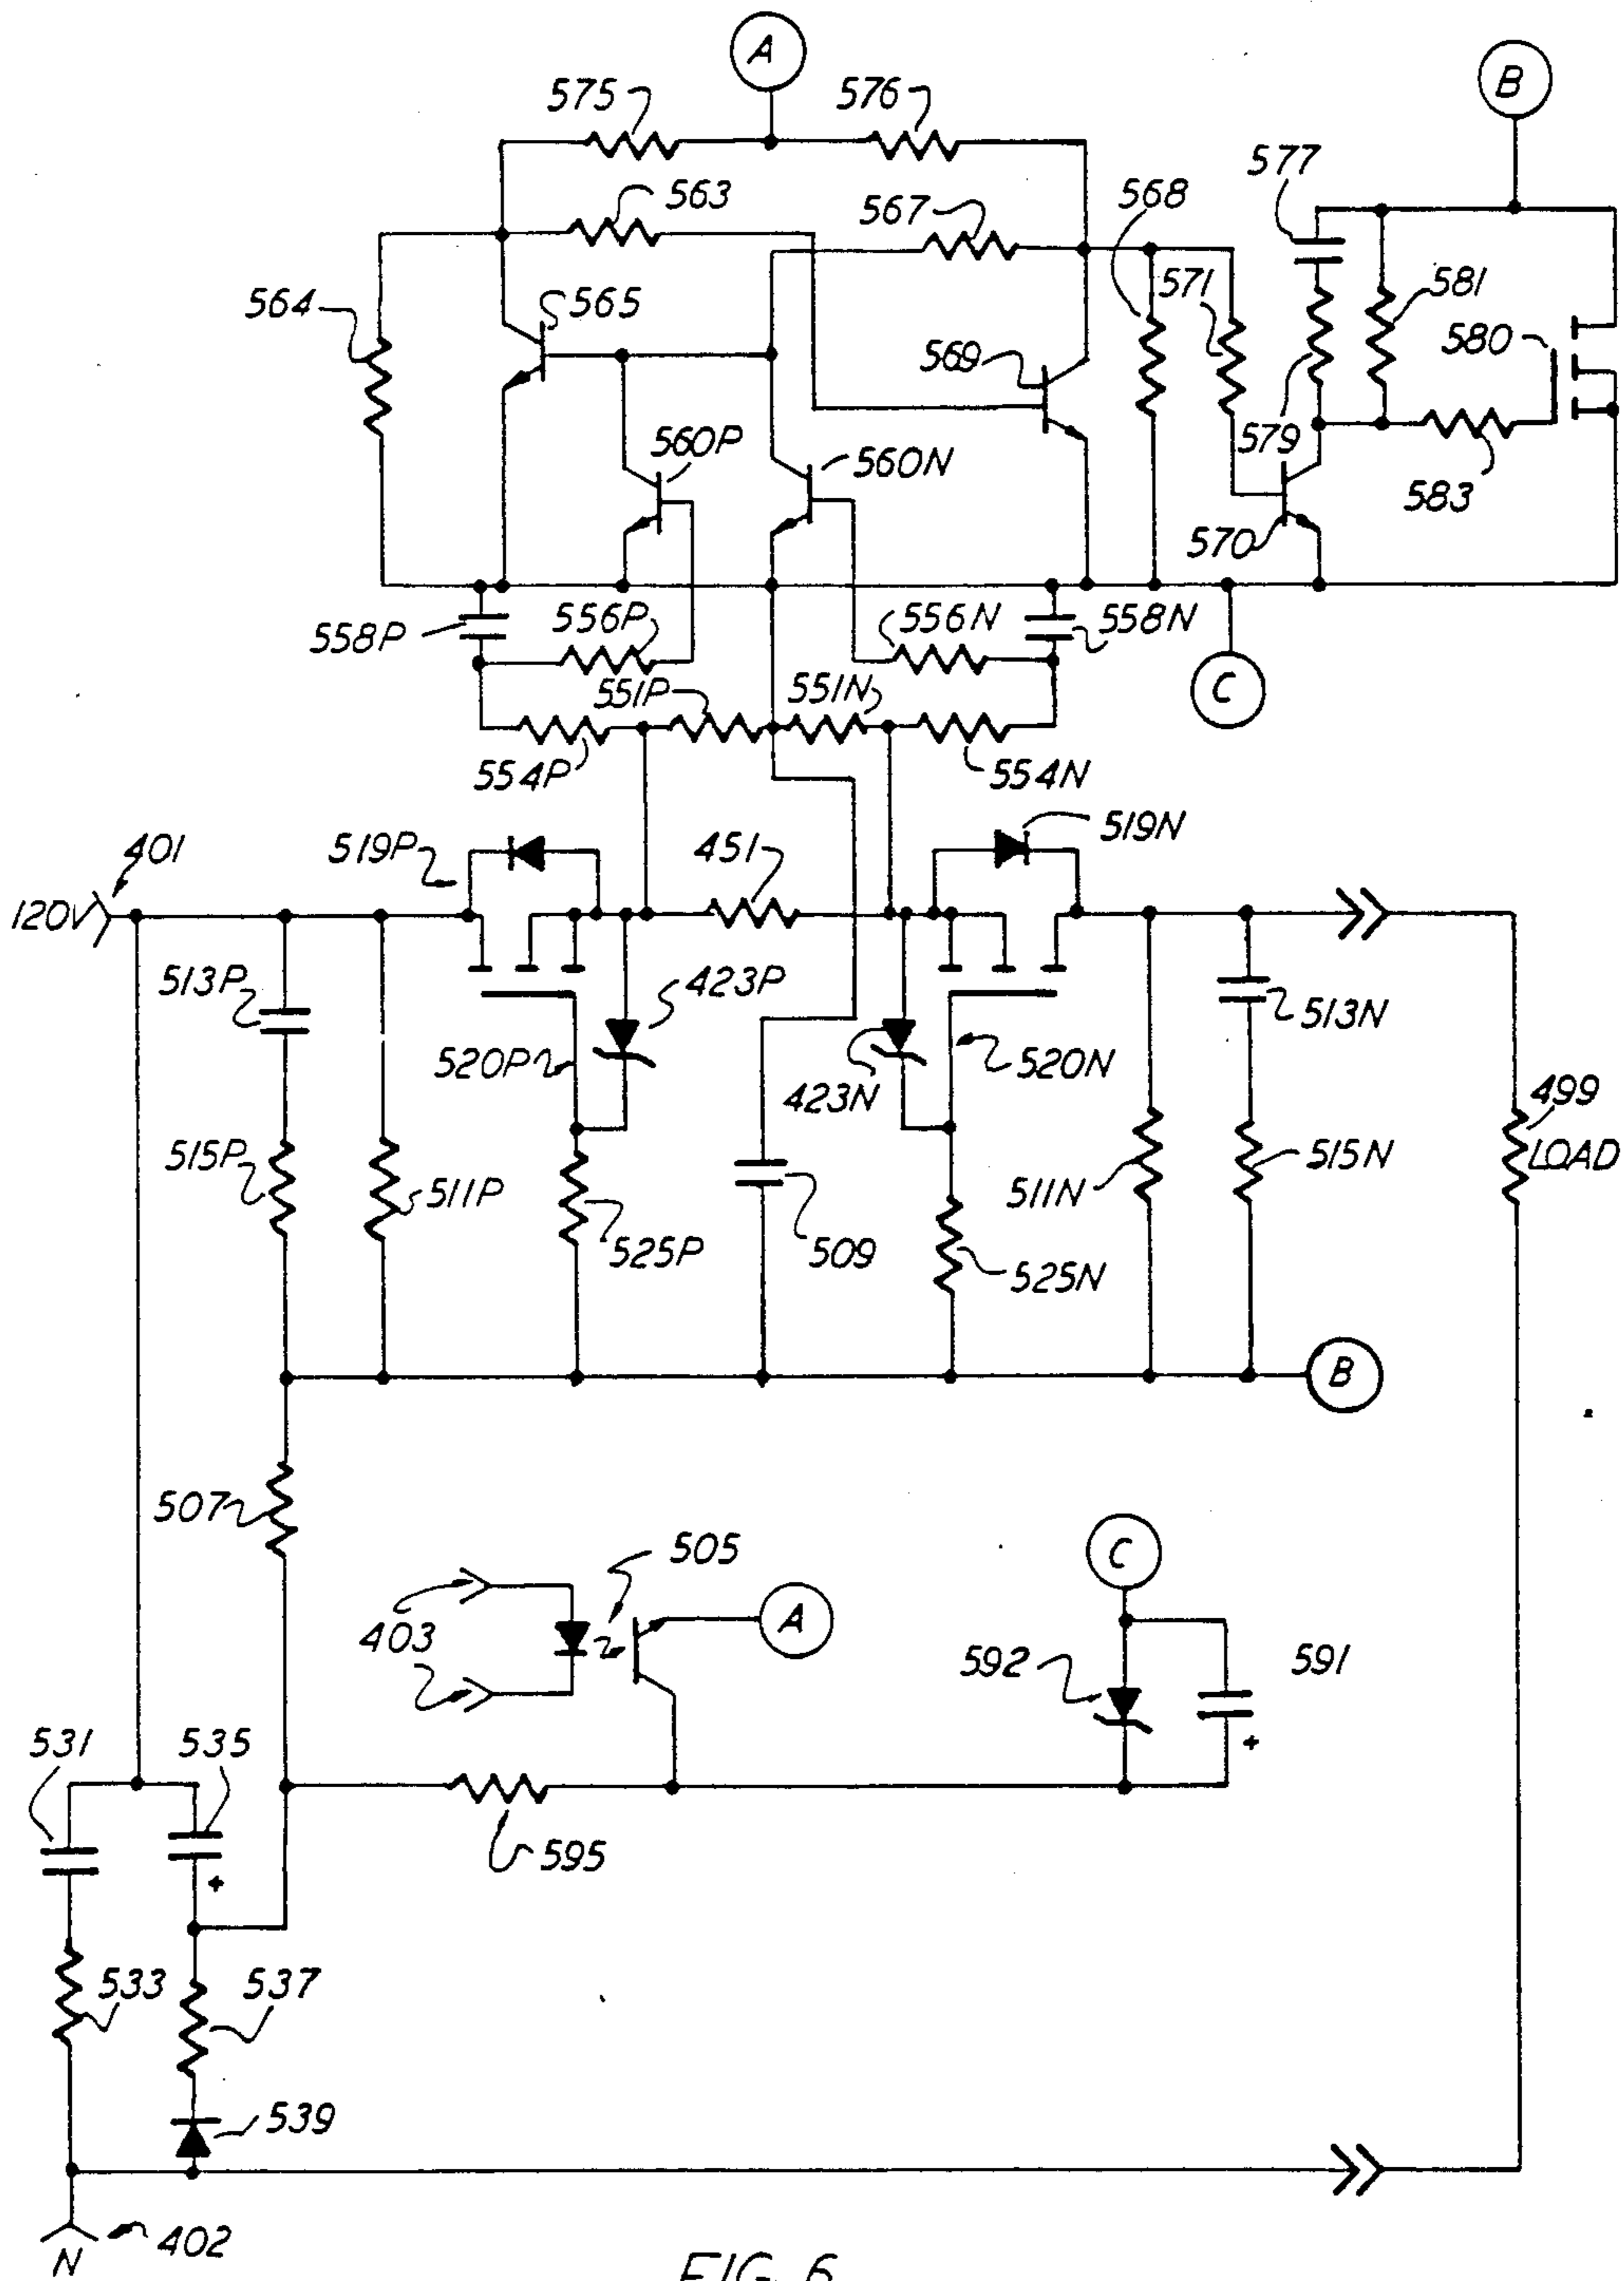 A
B
575
576
577
563
567
568
564
565
571
581
580
569
560P
560N
579
583
570
558P
556P
556N
558N
C
551P
551N
554P
554N
519N
401
519P
451
120V
513P
423P
513N
520P
423N
520N
499
LOAD
515P
511P
511N
515N
525P
509
525N
B
507
505
C
A
403
592
591
531
535
+
+
595
533
537
539
402
N
FIG. 6